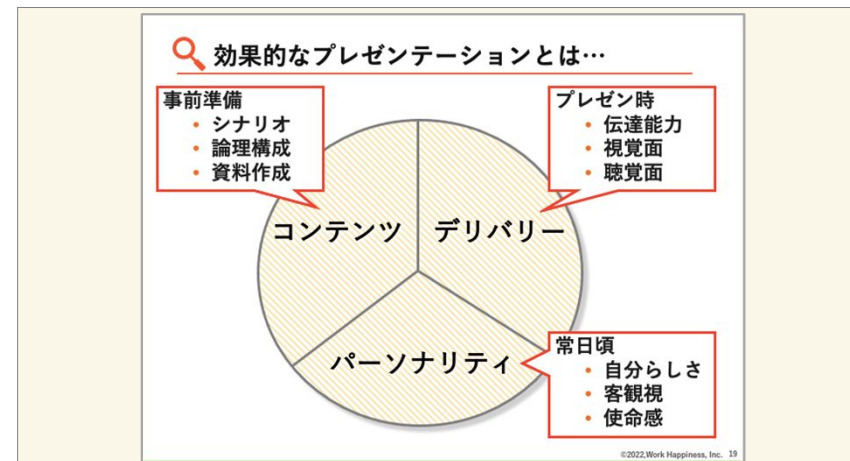 効果的なプレゼンテーションとは…
事前準備
• シナリオ
• 論理構成
• 資料作成
プレゼン時
• 伝達能力
• 視覚面
• 聴覚面
コンテンツ
デリバリー
パーソナリティ
常日頃
• 自分らしさ
• 客観視
• 使命感
©2022,Work Happiness, Inc. 19